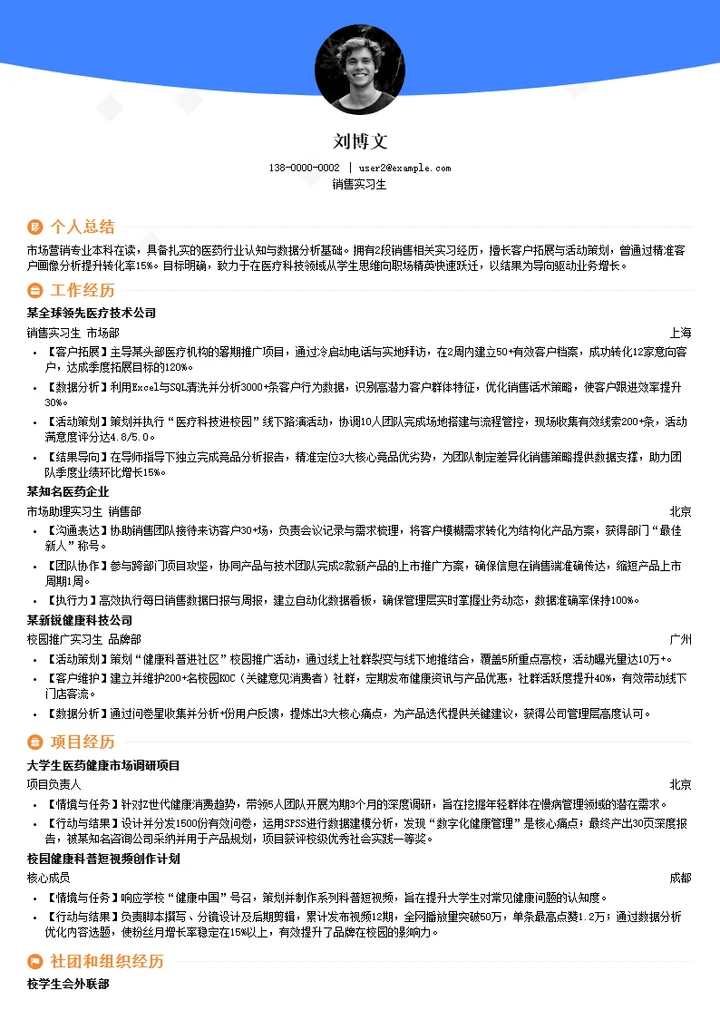 刘博文
138-0000-0002 | user2@example.com
销售实习生
个人总结
市场营销专业本科在读，具备扎实的医药行业认知与数据分析基础。拥有2段销售相关实习经历，擅长客户拓展与活动策划，曾通过精准客
户画像分析提升转化率15%。目标明确，致力于在医疗科技领域从学生思维向职场精英快速跃迁，以结果为导向驱动业务增长。
工作经历
某全球领先医疗技术公司
销售实习生 市场部 上海
• 【客户拓展】主导某头部医疗机构的暑期推广项目，通过冷启动电话与实地拜访，在2周内建立50+有效客户档案，成功转化12家意向客
户，达成季度拓展目标的120%。
• 【数据分析】利用Excel与SQL清洗并分析3000+条客户行为数据，识别高潜力客户群体特征，优化销售话术策略，使客户跟进效率提升
30%。
• 【活动策划】策划并执行“医疗科技进校园”线下路演活动，协调10人团队完成场地搭建与流程管控，现场收集有效线索200+条，活动
满意度评分达4.8/5.0。
• 【结果导向】在导师指导下独立完成竞品分析报告，精准定位3大核心竞品优劣势，为团队制定差异化销售策略提供数据支撑，助力团
队季度业绩环比增长15%。
某知名医药企业
市场助理实习生 销售部 北京
• 【沟通表达】协助销售团队接待来访客户30+场，负责会议记录与需求梳理，将客户模糊需求转化为结构化产品方案，获得部门“最佳
新人”称号。
• 【团队协作】参与跨部门项目攻坚，协同产品与技术团队完成2款新产品的上市推广方案，确保信息在销售端准确传达，缩短产品上市
周期1周。
• 【执行力】高效执行每日销售数据日报与周报，建立自动化数据看板，确保管理层实时掌握业务动态，数据准确率保持100%。
某新锐健康科技公司
校园推广实习生 品牌部 广州
• 【活动策划】策划“健康科普进社区”校园推广活动，通过线上社群裂变与线下地推结合，覆盖5所重点高校，活动曝光量达10万+。
• 【客户维护】建立并维护200+名校园KOC（关键意见消费者）社群，定期发布健康资讯与产品优惠，社群活跃度提升40%，有效带动线下
门店客流。
• 【数据分析】通过问卷星收集并分析+份用户反馈，提炼出3大核心痛点，为产品迭代提供关键建议，获得公司管理层高度认可。
项目经历
大学生医药健康市场调研项目
项目负责人 北京
• 【情境与任务】针对Z世代健康消费趋势，带领5人团队开展为期3个月的深度调研，旨在挖掘年轻群体在慢病管理领域的潜在需求。
• 【行动与结果】设计并分发1500份有效问卷，运用SPSS进行数据建模分析，发现“数字化健康管理”是核心痛点；最终产出30页深度报
告，被某知名咨询公司采纳并用于产品规划，项目获评校级优秀社会实践一等奖。
校园健康科普短视频创作计划
核心成员 成都
• 【情境与任务】响应学校“健康中国”号召，策划并制作系列科普短视频，旨在提升大学生对常见健康问题的认知度。
• 【行动与结果】负责脚本撰写、分镜设计及后期剪辑，累计发布视频12期，全网播放量突破50万，单条最高点赞1.2万；通过数据分析
优化内容选题，使粉丝月增长率稳定在15%以上，有效提升了品牌在校园的影响力。
社团和组织经历
校学生会外联部